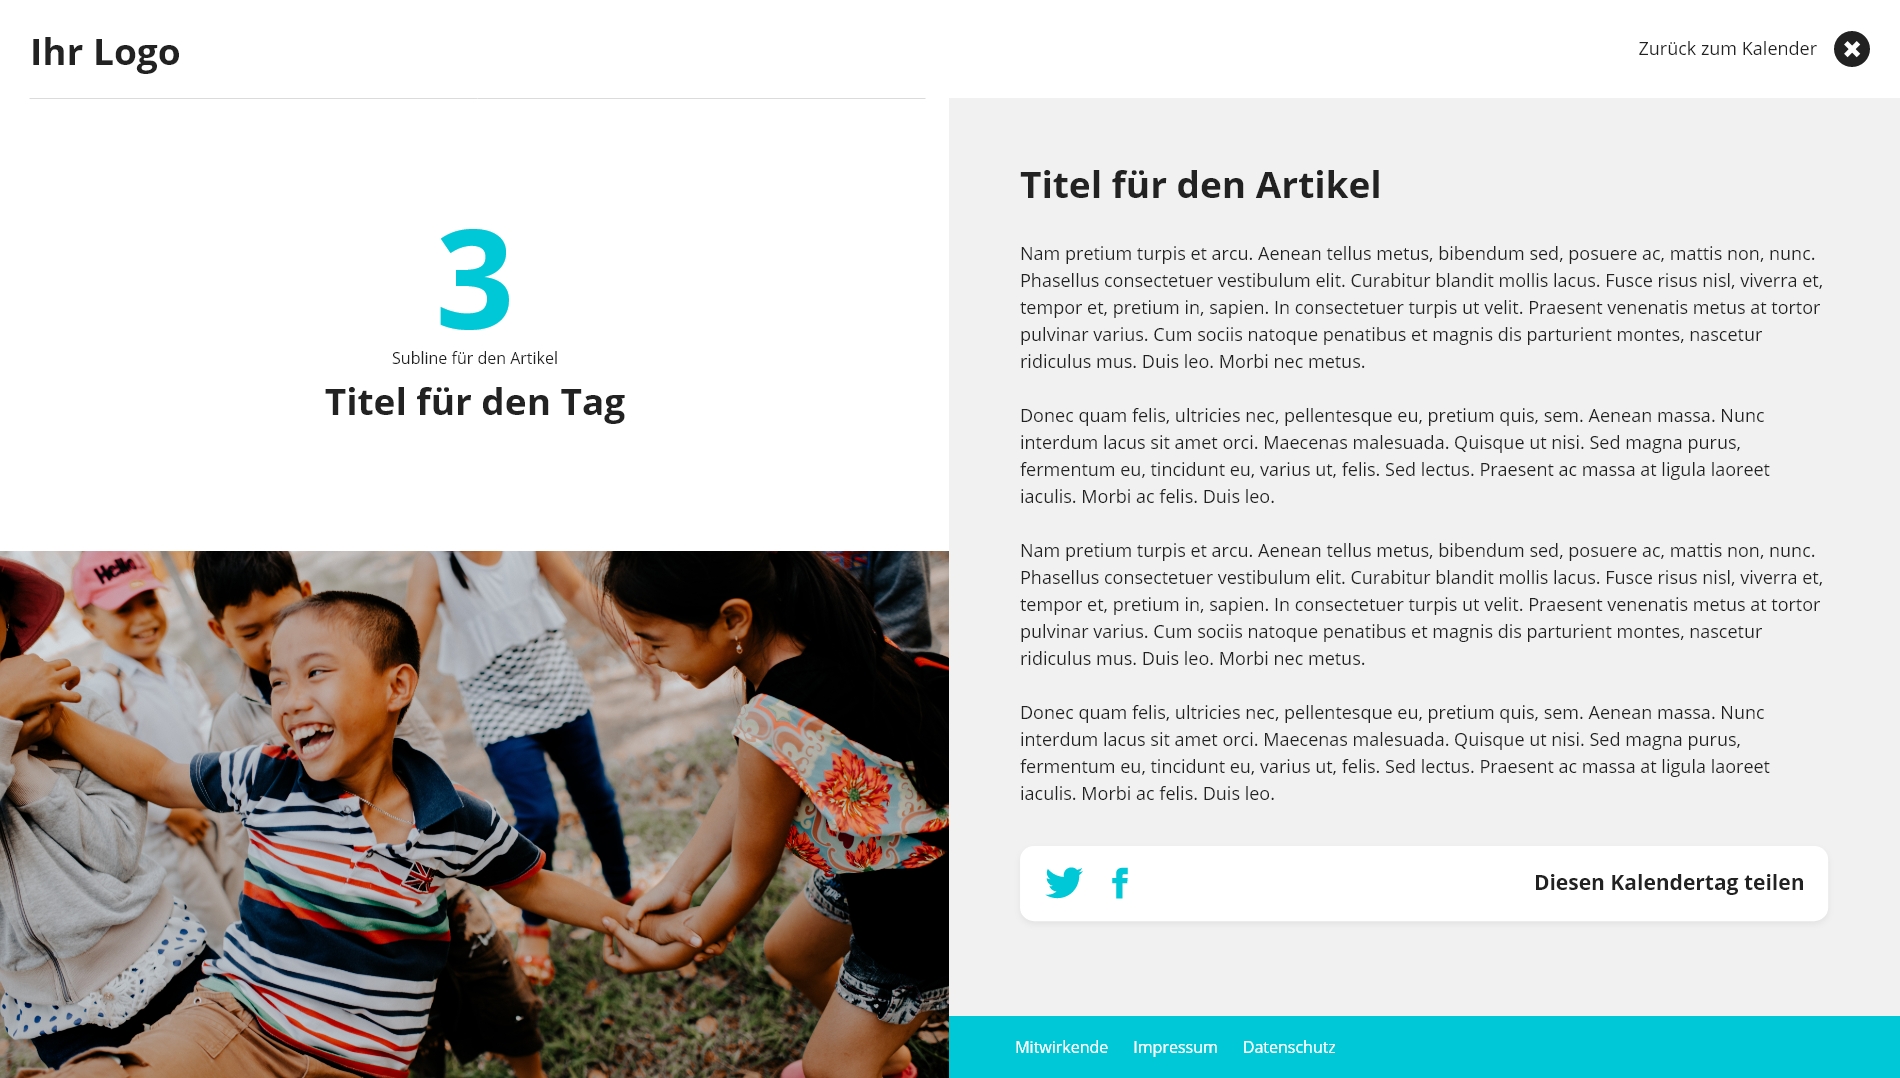 Ihr Logo
Zurück zum Kalender
3
Subline für den Artikel
Titel für den Tag
Hello
Titel für den Artikel
Nam pretium turpis et arcu. Aenean tellus metus, bibendum sed, posuere ac, mattis non, nunc.
Phasellus consectetuer vestibulum elit. Curabitur blandit mollis lacus. Fusce risus nisl, viverra et,
tempor et, pretium in, sapien. In consectetuer turpis ut velit. Praesent venenatis metus at tortor
pulvinar varius. Cum sociis natoque penatibus et magnis dis parturient montes, nascetur
ridiculus mus. Duis leo. Morbi nec metus.
Donec quam felis, ultricies nec, pellentesque eu, pretium quis, sem. Aenean massa. Nunc
interdum lacus sit amet orci. Maecenas malesuada. Quisque ut nisi. Sed magna purus,
fermentum eu, tincidunt eu, varius ut, felis. Sed lectus. Praesent ac massa at ligula laoreet
iaculis. Morbi ac felis. Duis leo.
Nam pretium turpis et arcu. Aenean tellus metus, bibendum sed, posuere ac, mattis non, nunc.
Phasellus consectetuer vestibulum elit. Curabitur blandit mollis lacus. Fusce risus nisl, viverra et,
tempor et, pretium in, sapien. In consectetuer turpis ut velit. Praesent venenatis metus at tortor
pulvinar varius. Cum sociis natoque penatibus et magnis dis parturient montes, nascetur
ridiculus mus. Duis leo. Morbi nec metus.
Donec quam felis, ultricies nec, pellentesque eu, pretium quis, sem. Aenean massa. Nunc
interdum lacus sit amet orci. Maecenas malesuada. Quisque ut nisi. Sed magna purus,
fermentum eu, tincidunt eu, varius ut, felis. Sed lectus. Praesent ac massa at ligula laoreet
iaculis. Morbi ac felis. Duis leo.
Diesen Kalendertag teilen
Mitwirkende Impressum Datenschutz